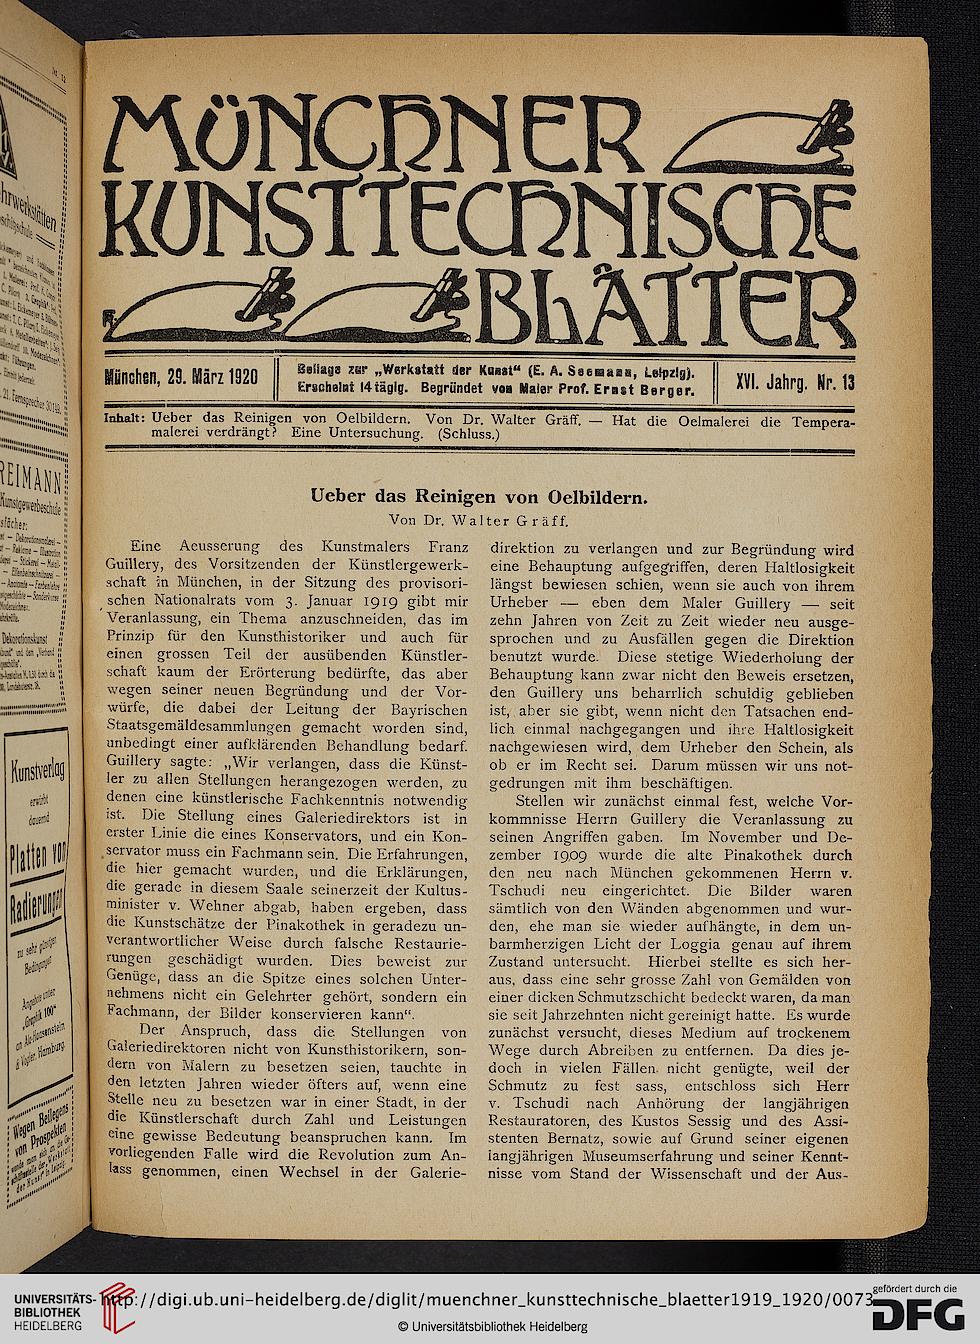 MÜNCHNER
KUNSTTECHNISCHE
BLÄTTER
München, 29. März 1920
Beilage zur „Werkstatt der Kunst“ (E. A. Seemann, Leipzig).
Erscheint 14täglg. Begründet von Maler Prof. Ernst Berger.
XVI. Jahrg. Nr. 13
Inhalt: Ueber das Reinigen von Oelbildern. Von Dr. Walter Gräff. — Hat die Oelmalerei die Tempera-
malerei verdrängt? Eine Untersuchung. (Schluss.)
Ueber das Reinigen von Oelbildern.
Von Dr. Walter Gräff.
Eine Aeusserung des Kunstmalers Franz
Guillery, des Vorsitzenden der Künstlergewerk-
schaft in München, in der Sitzung des provisori-
schen Nationalrats vom 3. Januar 1919 gibt mir
Veranlassung, ein Thema anzuschneiden, das im
Prinzip für den Kunsthistoriker und auch für
einen grossen Teil der ausübenden Künstler-
schaft kaum der Erörterung bedürfte, das aber
wegen seiner neuen Begründung und der Vor-
würfe, die dabei der Leitung der Bayrischen
Staatsgemäldesammlungen gemacht worden sind,
unbedingt einer aufklärenden Behandlung bedarf.
Guillery sagte: „Wir verlangen, dass die Künst-
ler zu allen Stellungen herangezogen werden, zu
denen eine künstlerische Fachkenntnis notwendig
ist. Die Stellung eines Galeriedirektors ist in
erster Linie die eines Konservators, und ein Kon-
servator muss ein Fachmann sein. Die Erfahrungen,
die hier gemacht wurden, und die Erklärungen,
die gerade in diesem Saale seinerzeit der Kultus-
minister v. Wehner abgab, haben ergeben, dass
die Kunstschätze der Pinakothek in geradezu un-
verantwortlicher Weise durch falsche Restaurie-
rungen geschädigt wurden. Dies beweist zur
Genüge, dass an die Spitze eines solchen Unter-
nehmens nicht ein Gelehrter gehört, sondern ein
Fachmann, der Bilder konservieren kann“.
Der Anspruch, dass die Stellungen von
Galeriedirektoren nicht von Kunsthistorikern, son-
dern von Malern zu besetzen seien, tauchte in
den letzten Jahren wieder öfters auf, wenn eine
Stelle neu zu besetzen war in einer Stadt, in der
die Künstlerschaft durch Zahl und Leistungen
eine gewisse Bedeutung beanspruchen kann. Im
vorliegenden Falle wird die Revolution zum An-
lass genommen, einen Wechsel in der Galerie-
direktion zu verlangen und zur Begründung wird
eine Behauptung aufgegriffen, deren Haltlosigkeit
längst bewiesen schien, wenn sie auch von ihrem
Urheber — eben dem Maler Guillery — seit
zehn Jahren von Zeit zu Zeit wieder neu ausge-
sprochen und zu Ausfällen gegen die Direktion
benutzt wurde. Diese stetige Wiederholung der
Behauptung kann zwar nicht den Beweis ersetzen,
den Guillery uns beharrlich schuldig geblieben
ist, aber sie gibt, wenn nicht den Tatsachen end-
lich einmal nachgegangen und ihre Haltlosigkeit
nachgewiesen wird, dem Urheber den Schein, als
ob er im Recht sei. Darum müssen wir uns not-
gedrungen mit ihm beschäftigen.
Stellen wir zunächst einmal fest, welche Vor-
kommnisse Herrn Guillery die Veranlassung zu
seinen Angriffen gaben. Im November und De-
zember 1909 wurde die alte Pinakothek durch
den neu nach München gekommenen Herrn v.
Tschudi neu eingerichtet. Die Bilder waren
sämtlich von den Wänden abgenommen und wur-
den, ehe man sie wieder aufhängte, in dem un-
barmherzigen Licht der Loggia genau auf ihrem
Zustand untersucht. Hierbei stellte es sich her-
aus, dass eine sehr grosse Zahl von Gemälden von
einer dicken Schmutzschicht bedeckt waren, da man
sie seit Jahrzehnten nicht gereinigt hatte. Es wurde
zunächst versucht, dieses Medium auf trockenem
Wege durch Abreiben zu entfernen. Da dies je-
doch in vielen Fällen nicht genügte, weil der
Schmutz zu fest sass, entschloss sich Herr
v. Tschudi nach Anhörung der langjährigen
Restauratoren, des Kustos Sessig und des Assi-
stenten Bernatz, sowie auf Grund seiner eigenen
langjährigen Museumserfahrung und seiner Kennt-
nisse vom Stand der Wissenschaft und der Aus-
REIMANN
Kunstgewerbeschule
Dekorationskunst
Kunstverlag
erwirbt
dauernd
Platten von
Radierungen
zu sehr günstigen
Bedingungen
Angebote unter
„Graphik 100“
an Ala-Haasenstein
& Vogler, Hamburg.
Wegen Beilegens
von Prospekten
UNIVERSITÄTS-
BIBLIOTHEK
HEIDELBERG
http://digi.ub.uni-heidelberg.de/diglit/muenchner_kunsttechnische_blaetter1919_1920/0073
© Universitätsbibliothek Heidelberg
gefördert durch die
DFG